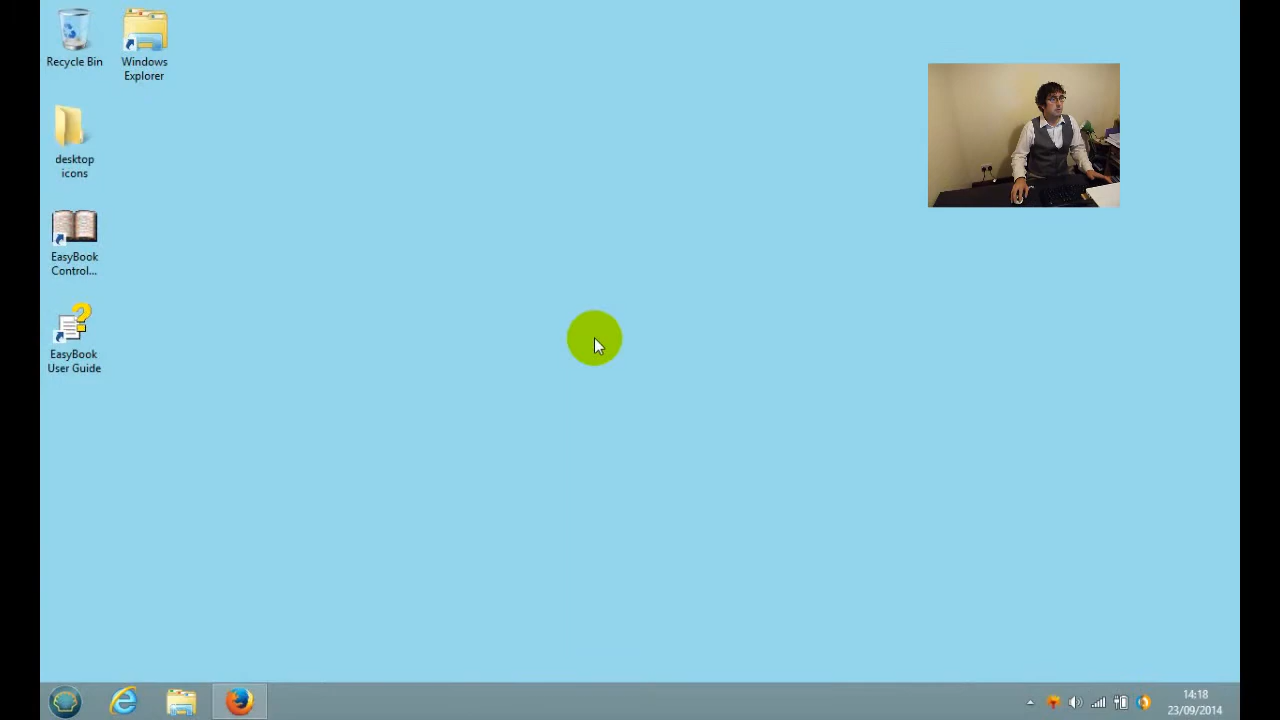 Recycle Bin
Windows
Explorer
desktop
icons
EasyBook
Control...
EasyBook
User Guide
14:18
23/09/2014